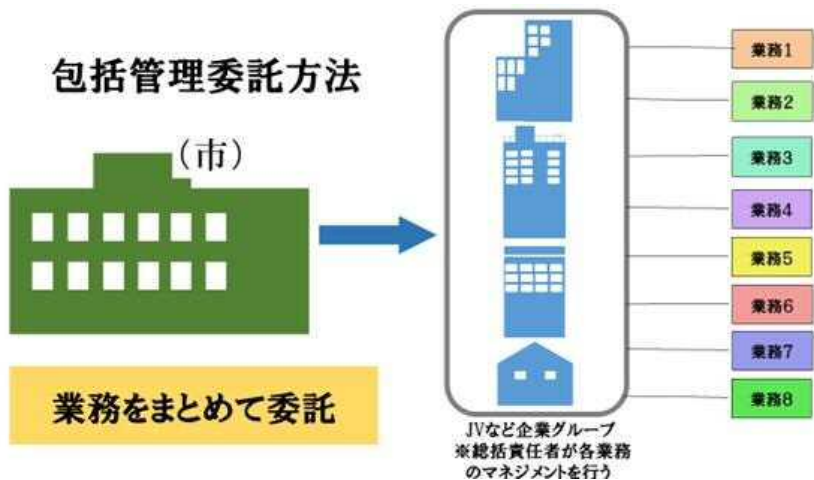 包括管理委託方法
(市)
業務をまとめて委託
業務1
業務2
業務3
業務4
業務5
業務6
業務7
業務8
JVなど企業グループ
※総括責任者が各業務
のマネジメントを行う